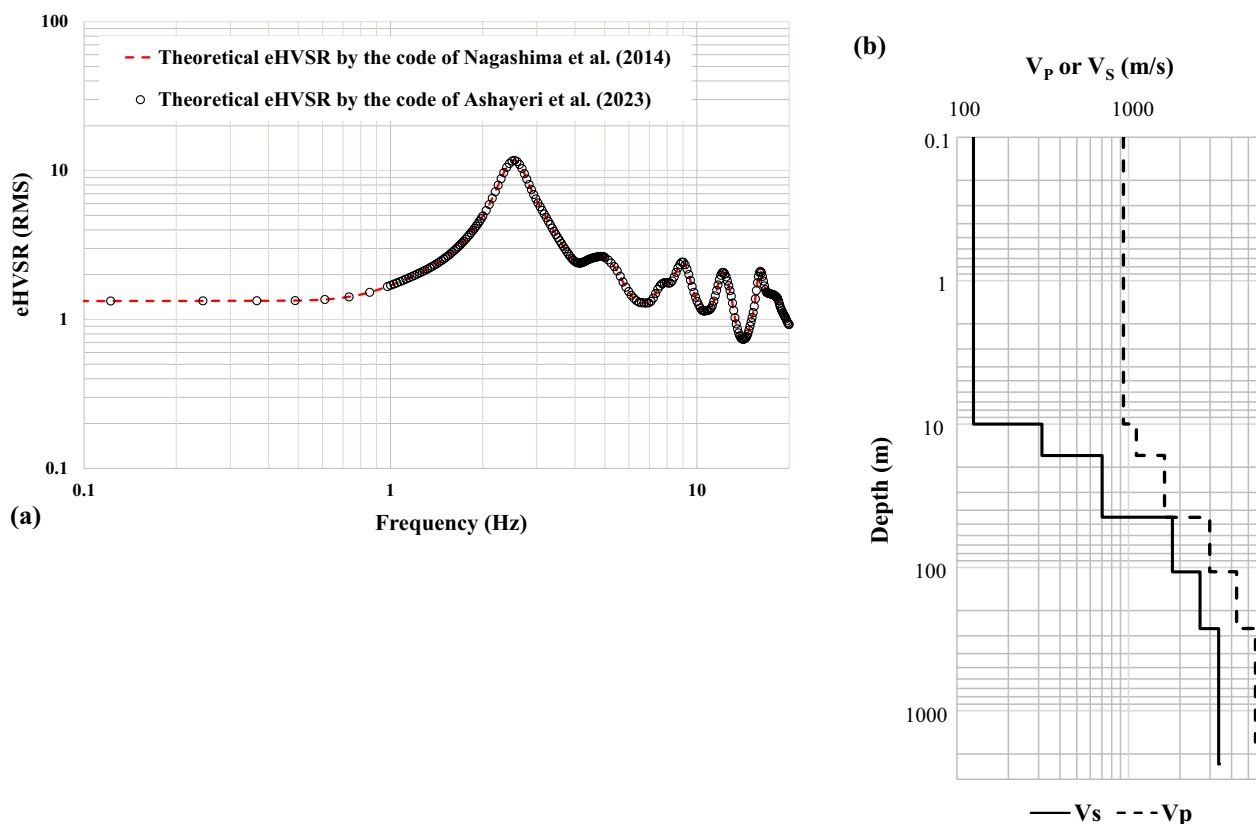 100
10
1
0.1
eHVSR (RMS)
Theoretical eHVSR by the code of Nagashima et al. (2014)
Theoretical eHVSR by the code of Ashayeri et al. (2023)
0.1
1
10
Frequency (Hz)
(a)
(b)
V_P or V_S (m/s)
100
1000
0.1
1
10
100
1000
Depth (m)
Vs
Vp